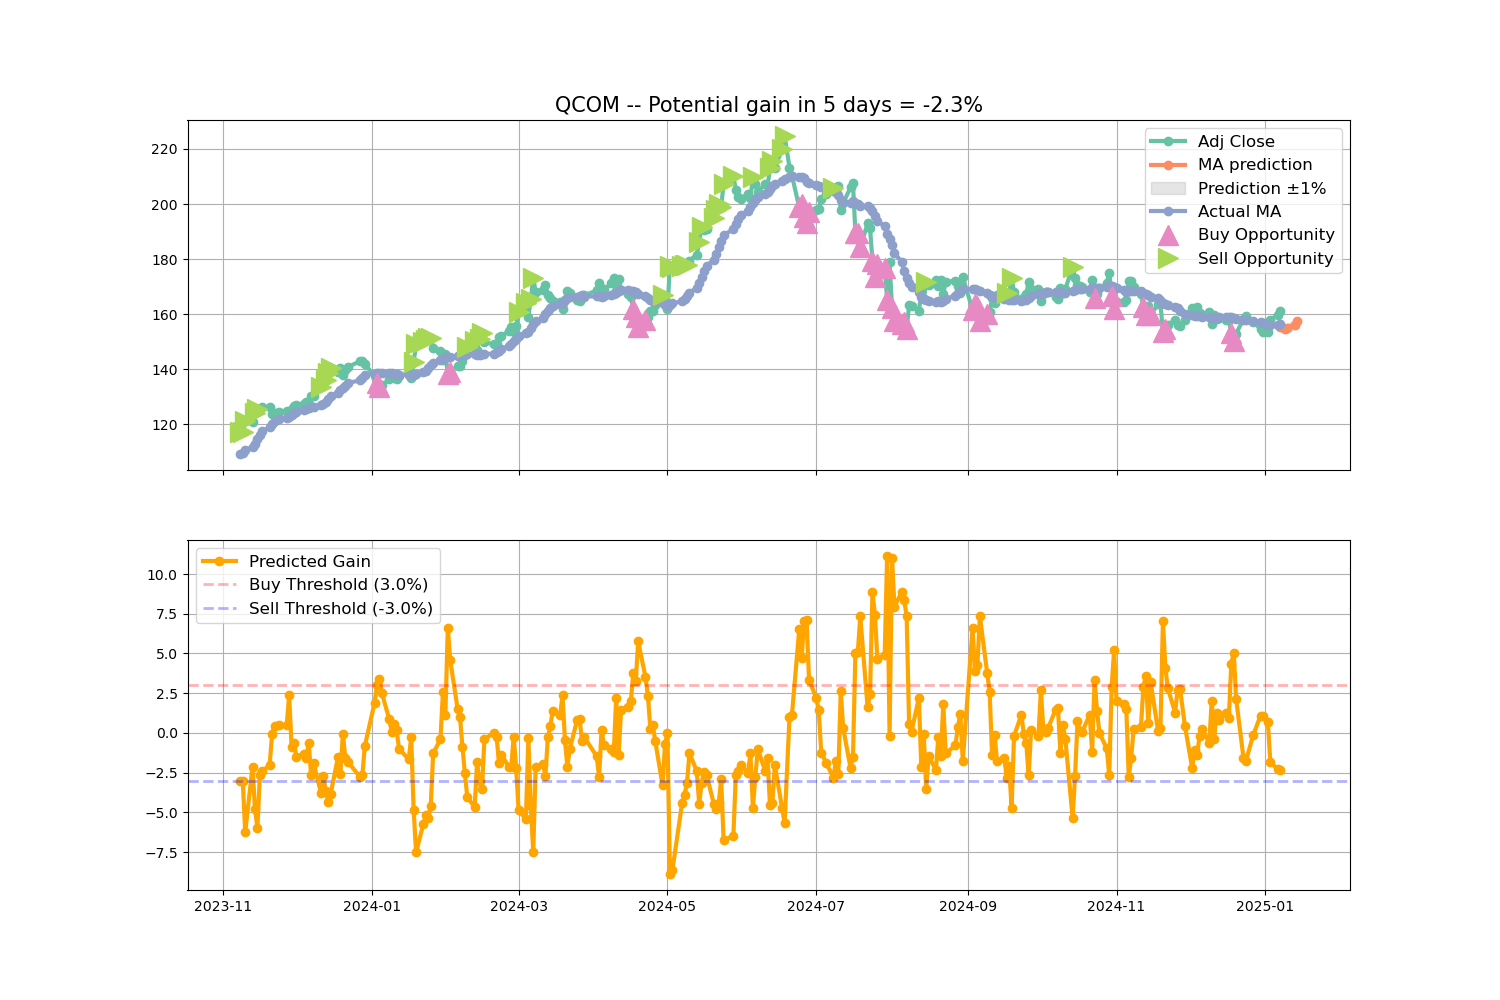 QCOM -- Potential gain in 5 days = -2.3%
220
200
180
160
140
120
Adj Close
MA prediction
Prediction ±1%
Actual MA
Buy Opportunity
Sell Opportunity
10.0
7.5
5.0
2.5
0.0
−2.5
−5.0
−7.5
Predicted Gain
Buy Threshold (3.0%)
Sell Threshold (-3.0%)
2023-11
2024-01
2024-03
2024-05
2024-07
2024-09
2024-11
2025-01